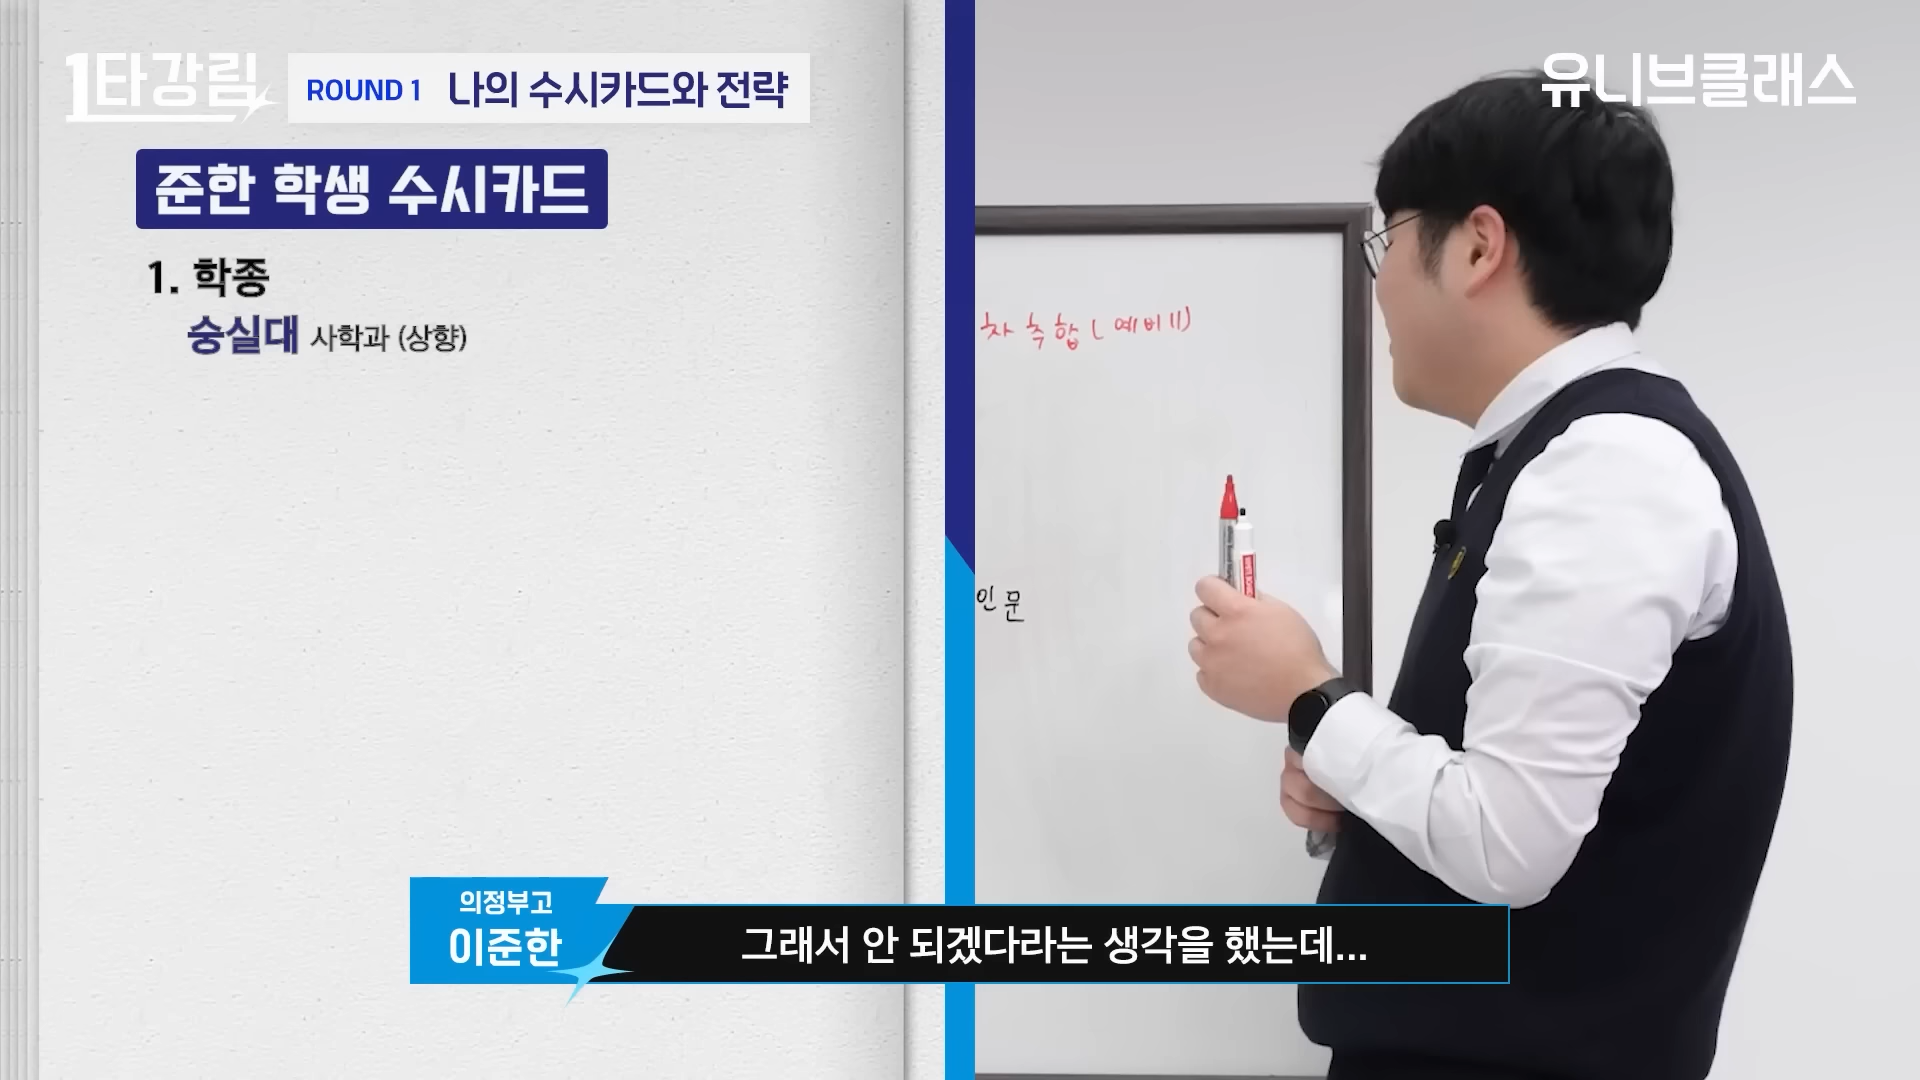 1타강림
ROUND 1 나의 수시카드와 전략
유니브클래스
준한 학생 수시카드
1. 학종
숭실대 사학과 (상향)
차 축 합 ( 예비 11)
인문
의정부고
이준한
그래서 안 되겠다라는 생각을 했는데...